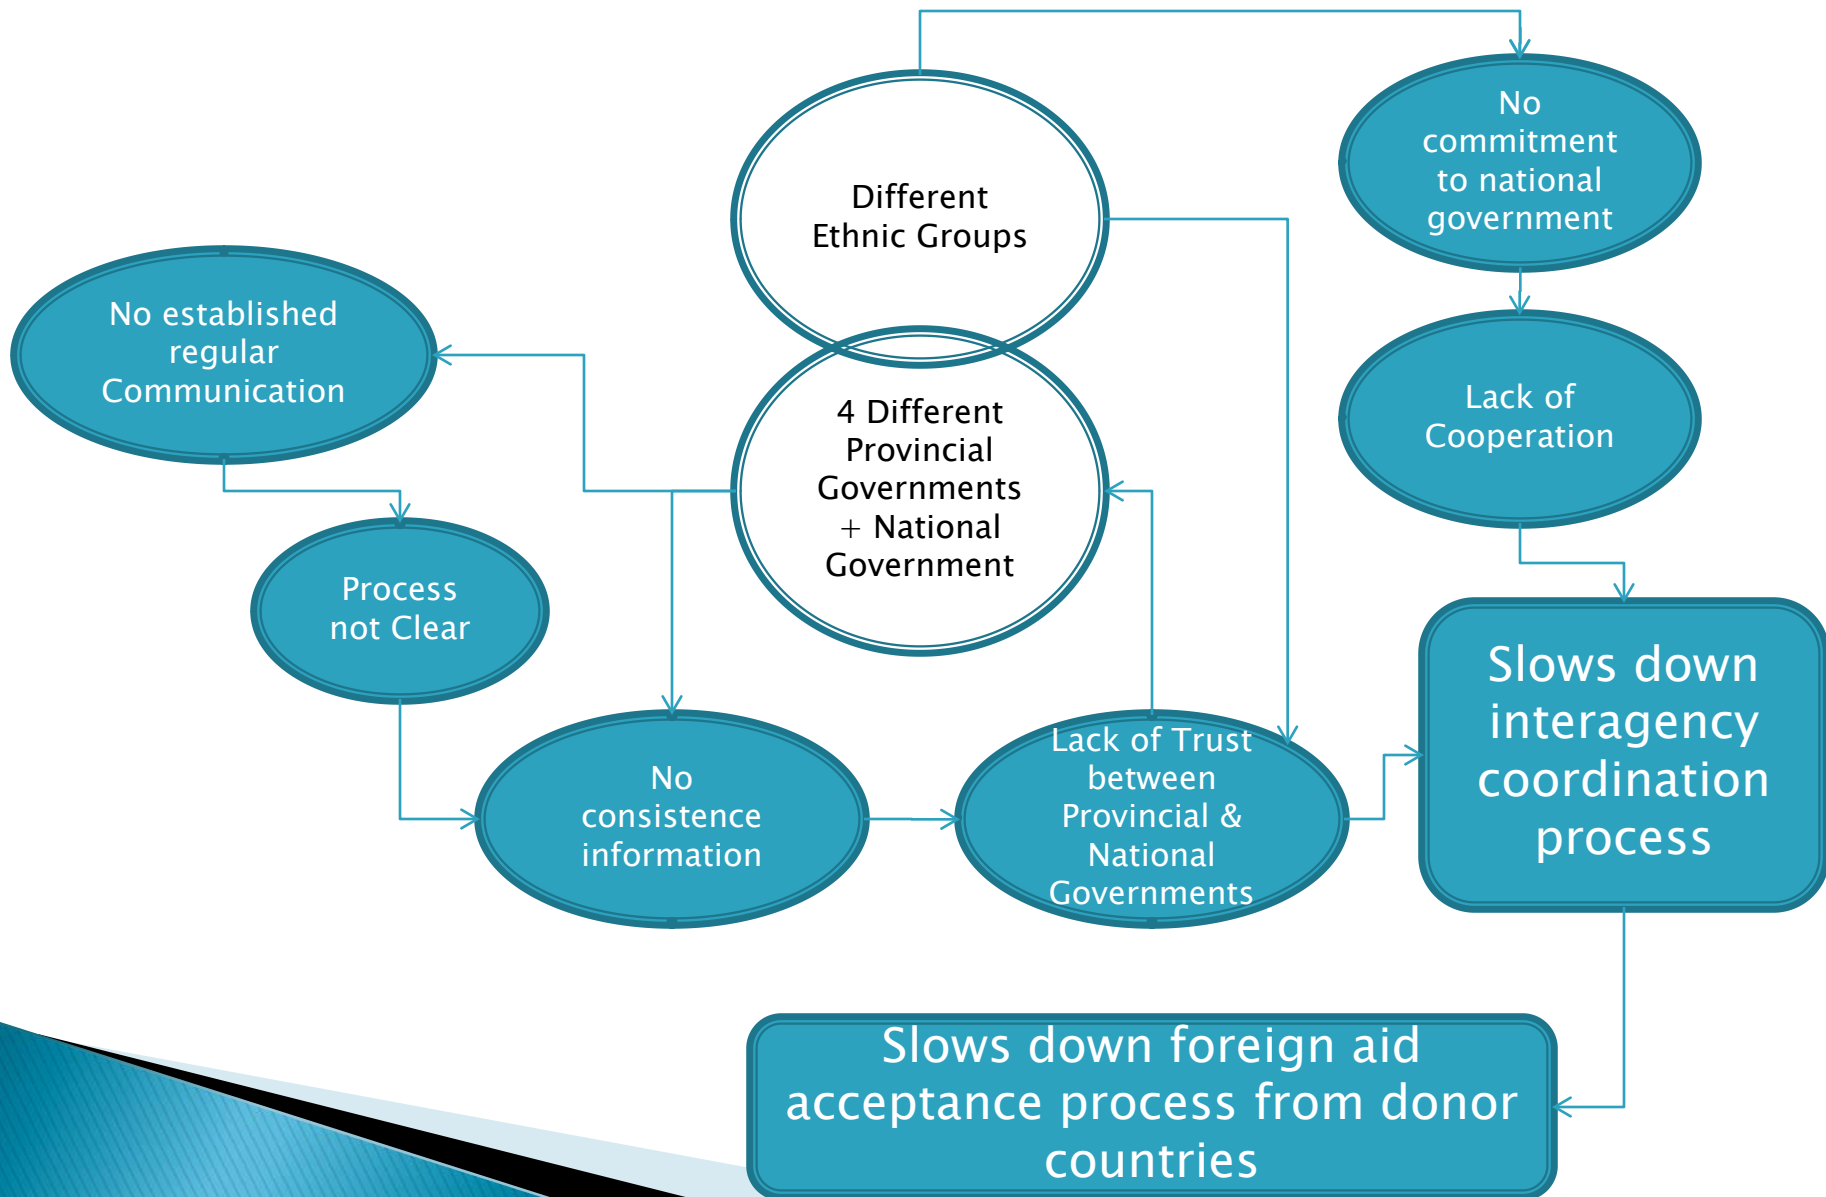 Different
Ethnic Groups
No
commitment
to national
government
No established
regular
Communication
4 Different
Provincial
Governments
+ National
Government
Lack of
Cooperation
Process
not Clear
No
consistence
information
Lack of Trust
between
Provincial &
National
Governments
Slows down
interagency
coordination
process
Slows down foreign aid
acceptance process from donor
countries